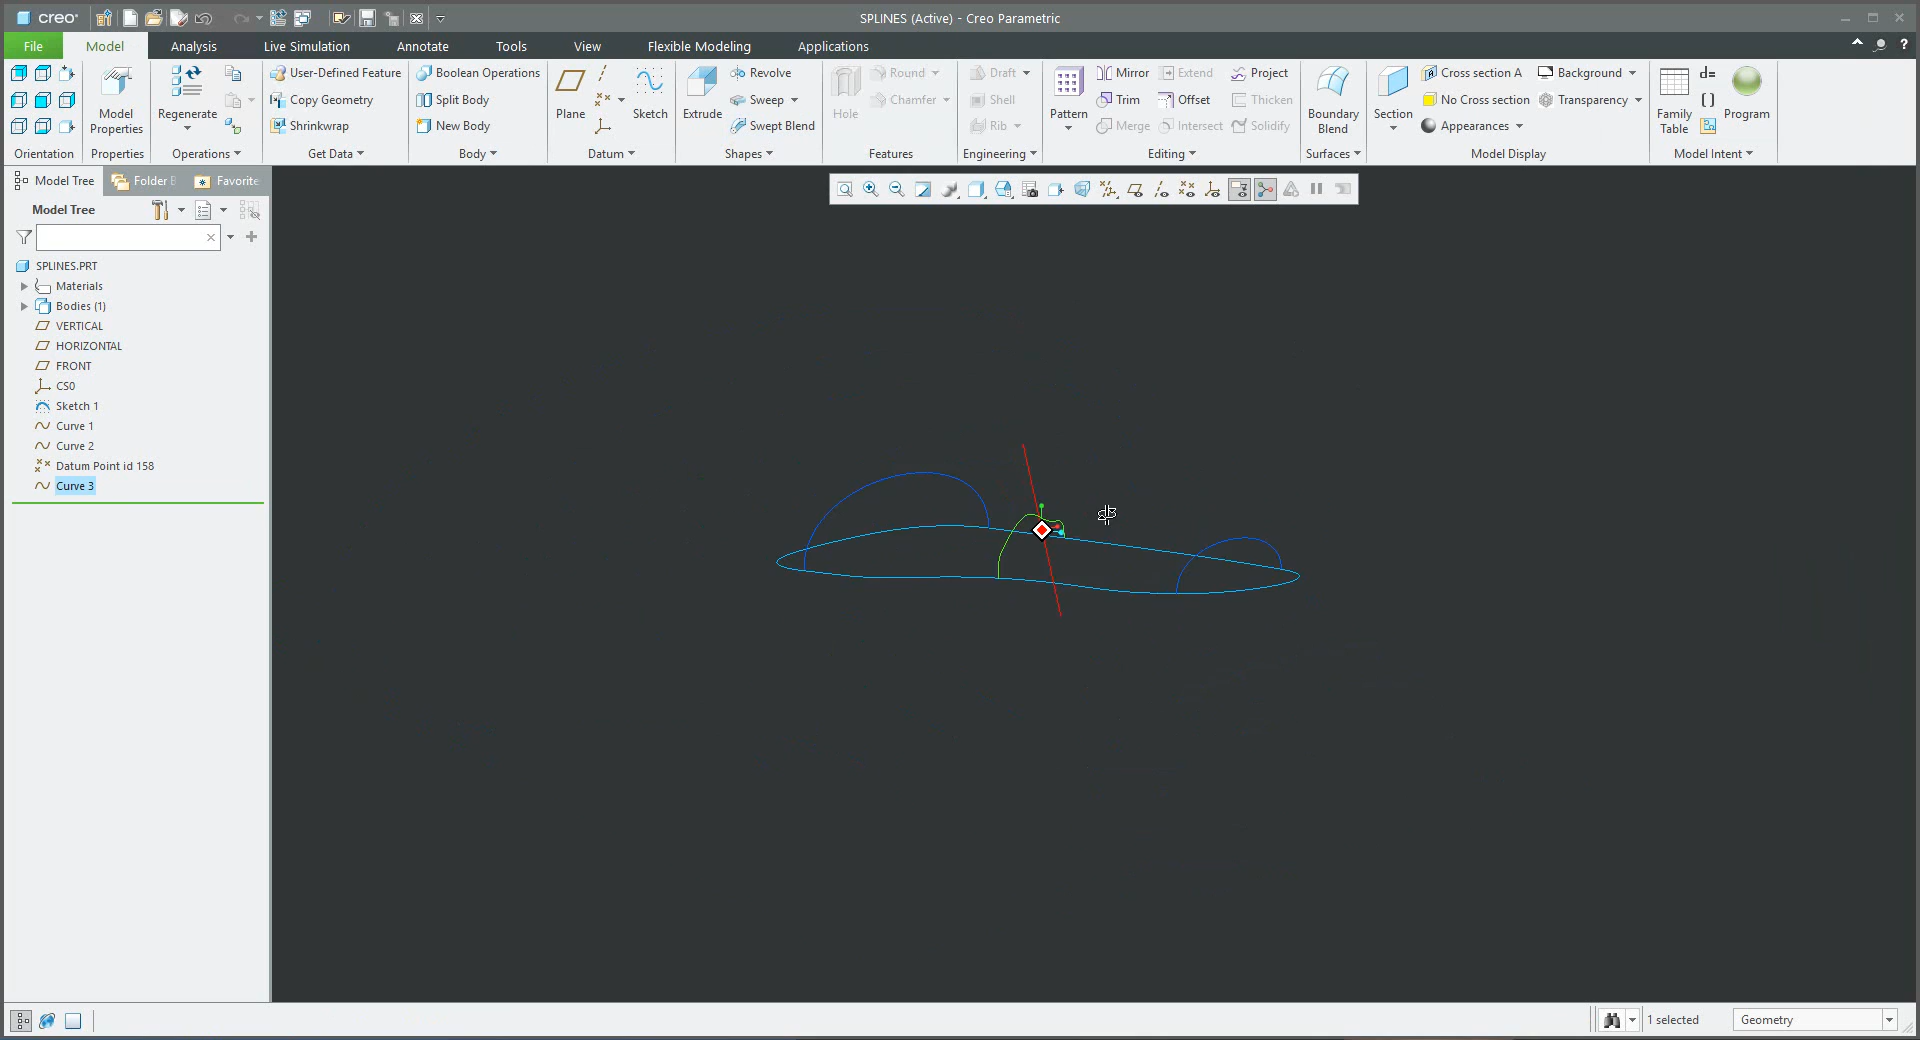 creo°
SPLINES (Active) - Creo Parametric
File Model Analysis Live Simulation Annotate Tools View Flexible Modeling Applications
?
User-Defined Feature Boolean Operations Revolve Round Draft Mirror Extend Project Cross section A Background d=
Copy Geometry Split Body Sweep Chamfer Shell Trim Offset Thicken No Cross section Transparency
Shrinkwrap New Body Swept Blend Rib Merge Intersect Solidify Appearances
Model Properties Regenerate Plane Sketch Extrude Hole Pattern Boundary Blend Section Family Table Program
Orientation Properties Operations Get Data Body Datum Shapes Features Engineering Editing Surfaces Model Display Model Intent
Model Tree Folder B Favorite
Model Tree
SPLINES.PRT
Materials
Bodies (1)
VERTICAL
HORIZONTAL
FRONT
CS0
Sketch 1
Curve 1
Curve 2
Datum Point id 158
Curve 3
1 selected Geometry